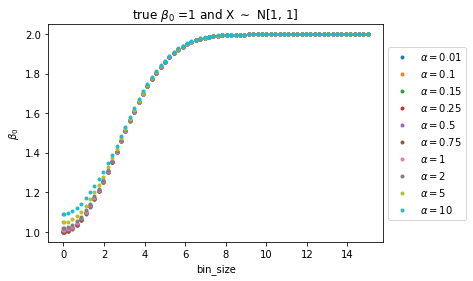 true β₀ =1 and X ∼ N[1, 1]
2.0
1.8
1.6
1.4
1.2
1.0
β₀
0 2 4 6 8 10 12 14
bin_size
α = 0.01
α = 0.1
α = 0.15
α = 0.25
α = 0.5
α = 0.75
α = 1
α = 2
α = 5
α = 10